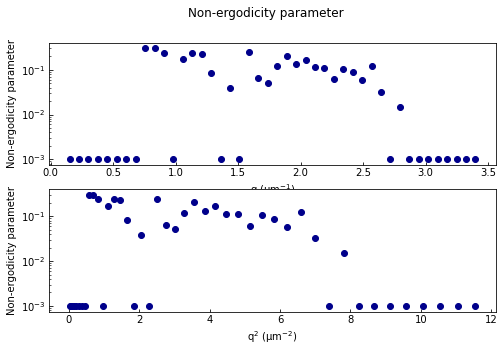 Non-ergodicity parameter
Non-ergodicity parameter
10⁻¹
10⁻²
10⁻³
0.0 0.5 1.0 1.5 2.0 2.5 3.0 3.5
q (μm⁻¹)
Non-ergodicity parameter
10⁻¹
10⁻²
10⁻³
0 2 4 6 8 10 12
q² (μm⁻²)